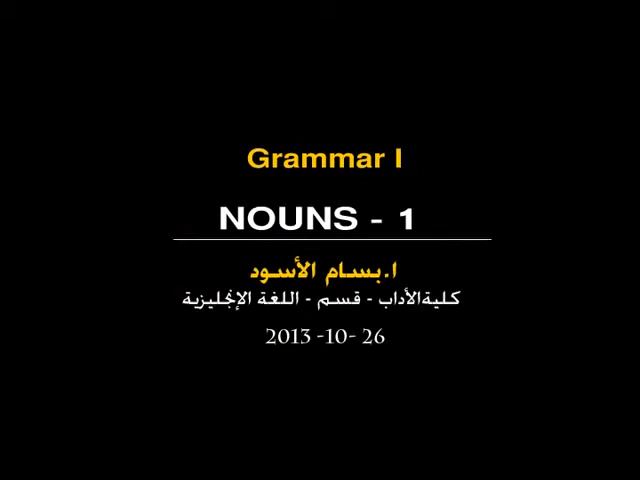 Grammar I
NOUNS - 1
ا.بسام الأسود
كليةالأداب - قسم - اللغة الإنجليزية
2013 -10- 26